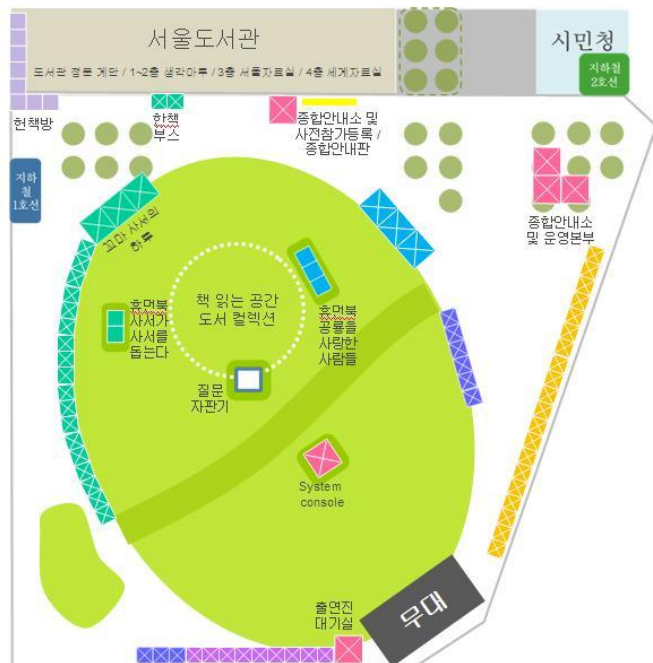 서울도서관
도서관 정문 계단 / 1~2층 생각마루 / 3층 서울자료실 / 4층 세계자료실
시민청
지하철
2호선
헌책방
한책
부스
종합안내소 및
사전참가등록 /
종합안내판
지하
철
1호선
종합안내소
및 운영본부
꼬마 사서의
하루
책 읽는 공간
도서 컬렉션
휴먼북
사서가
사서를
돕는다
휴먼북
공룡을
사랑한
사람들
질문
자판기
System
console
출연진
대기실
무대